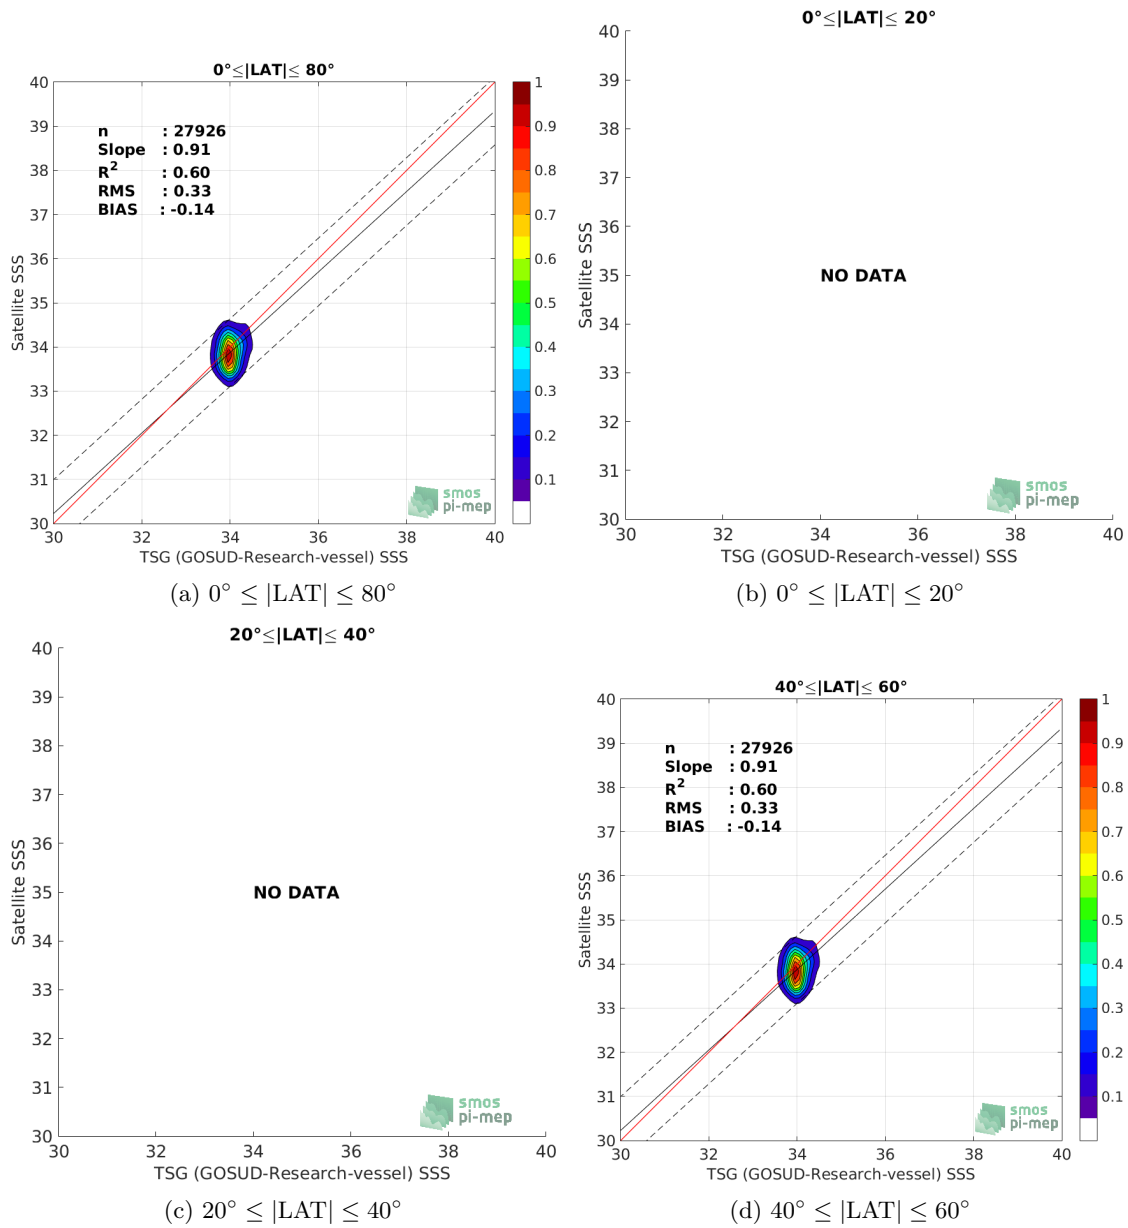 0°≤|LAT|≤ 80°
40
39
38
37
36
35
34
33
32
31
30
Satellite SSS
n : 27926
Slope : 0.91
R² : 0.60
RMS : 0.33
BIAS : -0.14
smos
pi-mep
30 32 34 36 38 40
TSG (GOSUD-Research-vessel) SSS
1
0.9
0.8
0.7
0.6
0.5
0.4
0.3
0.2
0.1
(a) 0° ≤ |LAT| ≤ 80°
0°≤|LAT|≤ 20°
40
39
38
37
36
35
34
33
32
31
30
Satellite SSS
NO DATA
smos
pi-mep
30 32 34 36 38 40
TSG (GOSUD-Research-vessel) SSS
(b) 0° ≤ |LAT| ≤ 20°
20°≤|LAT|≤ 40°
40
39
38
37
36
35
34
33
32
31
30
Satellite SSS
NO DATA
smos
pi-mep
30 32 34 36 38 40
TSG (GOSUD-Research-vessel) SSS
(c) 20° ≤ |LAT| ≤ 40°
40°≤|LAT|≤ 60°
40
39
38
37
36
35
34
33
32
31
30
Satellite SSS
n : 27926
Slope : 0.91
R² : 0.60
RMS : 0.33
BIAS : -0.14
smos
pi-mep
30 32 34 36 38 40
TSG (GOSUD-Research-vessel) SSS
1
0.9
0.8
0.7
0.6
0.5
0.4
0.3
0.2
0.1
(d) 40° ≤ |LAT| ≤ 60°